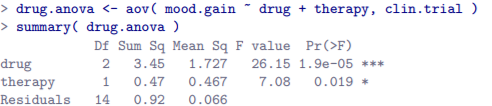 > drug.anova <- aov( mood.gain ~ drug + therapy, clin.trial )
> summary( drug.anova )
            Df Sum Sq Mean Sq F value  Pr(>F)
drug         2   3.45   1.727   26.15 1.9e-05 ***
therapy      1   0.47   0.467    7.08   0.019 *
Residuals   14   0.92   0.066